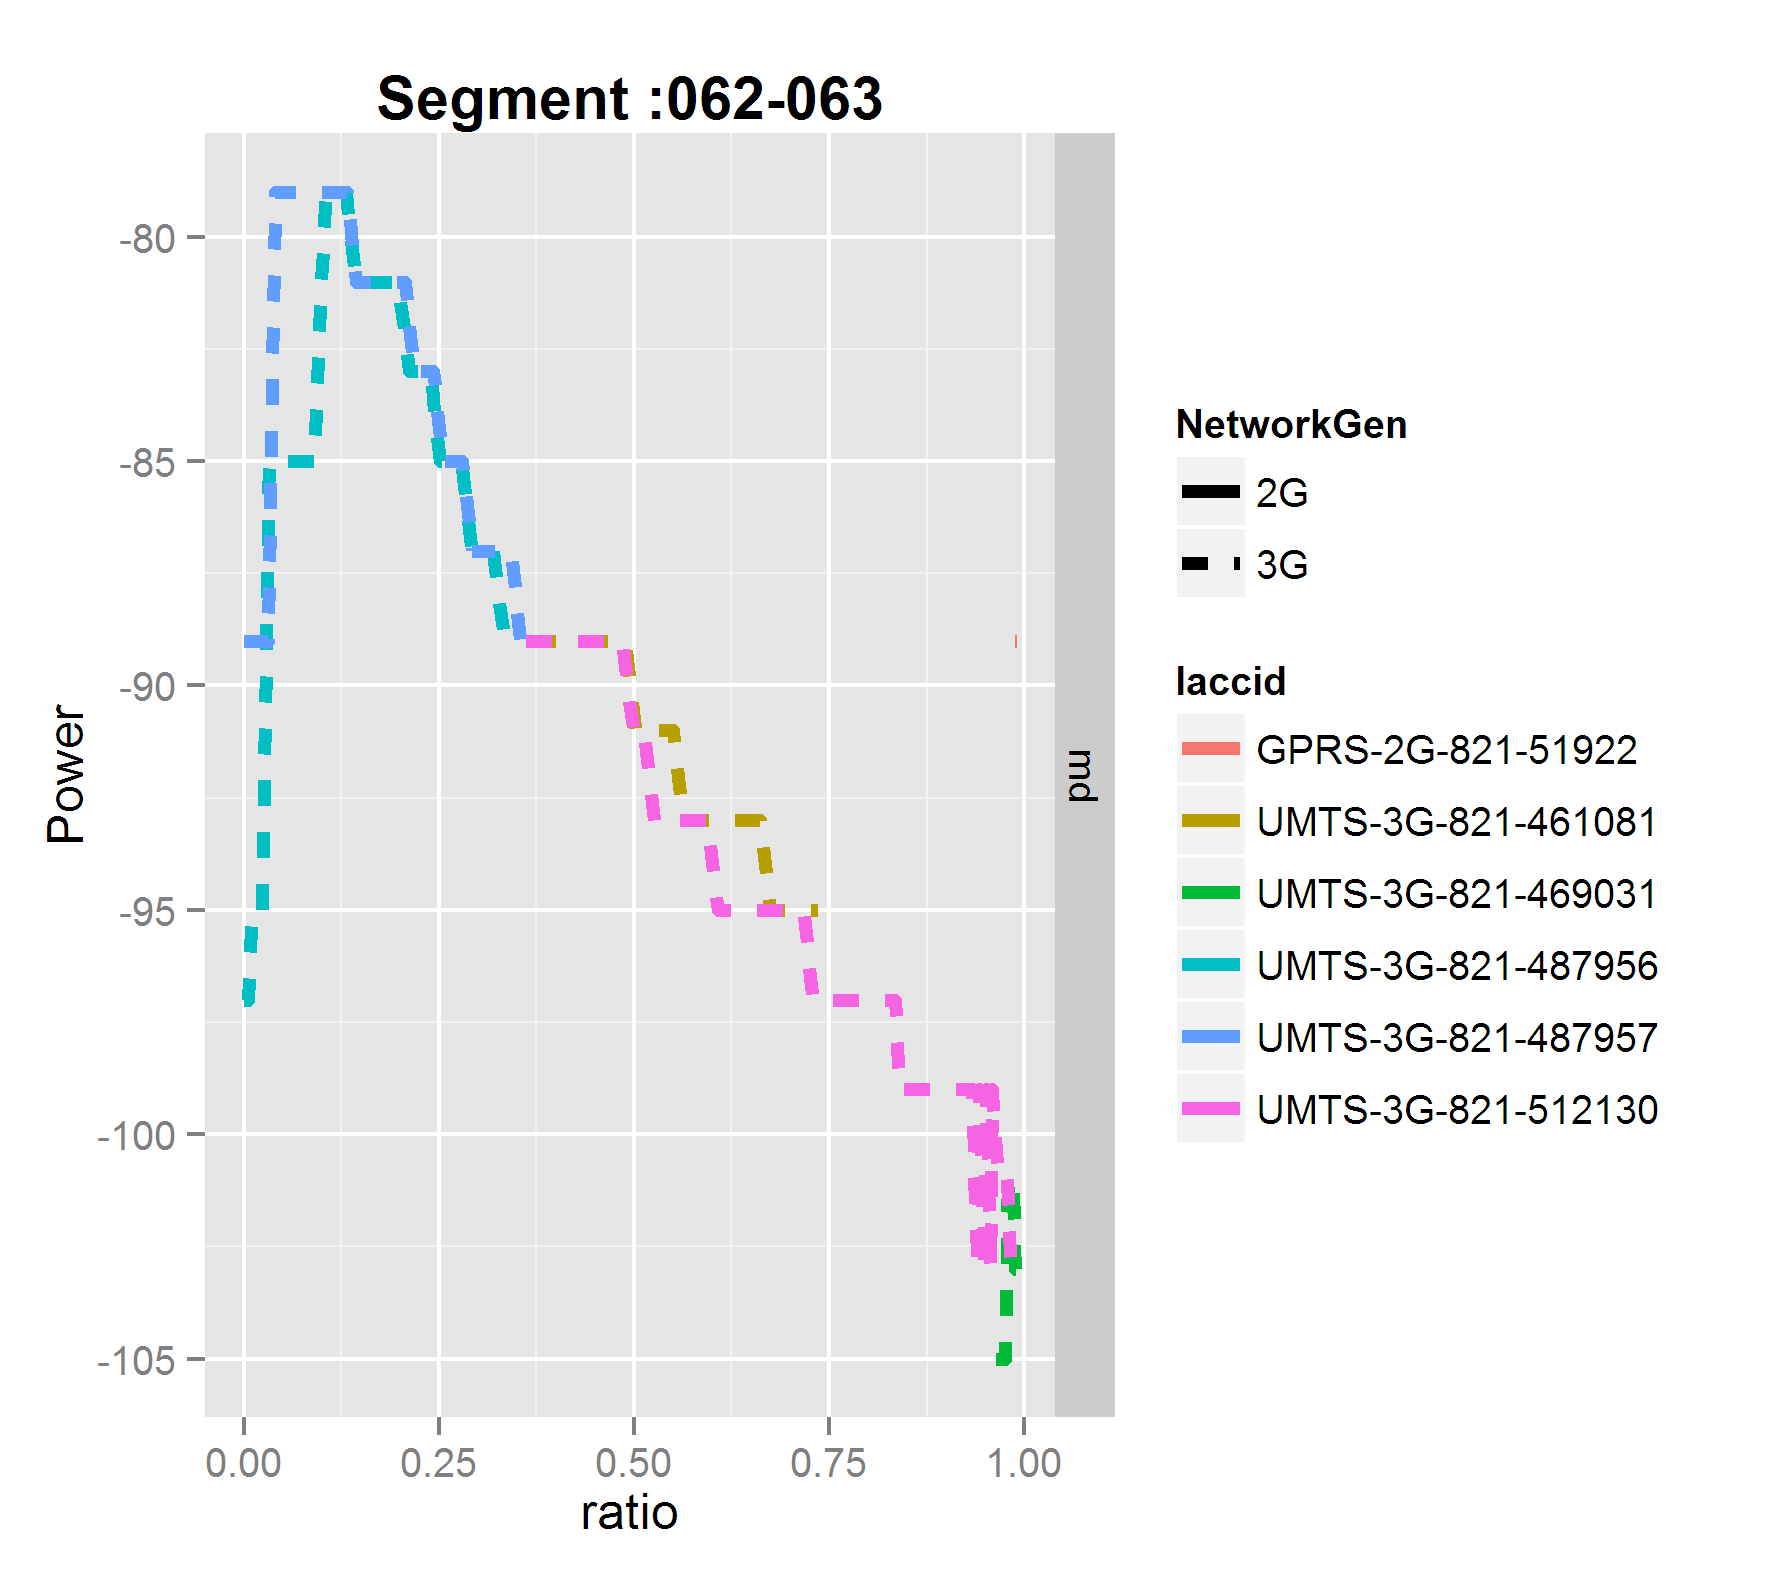 Segment :062-063
-80
-85
-90
-95
-100
-105
Power
0.00 0.25 0.50 0.75 1.00
ratio
md
NetworkGen
2G
3G
laccid
GPRS-2G-821-51922
UMTS-3G-821-461081
UMTS-3G-821-469031
UMTS-3G-821-487956
UMTS-3G-821-487957
UMTS-3G-821-512130